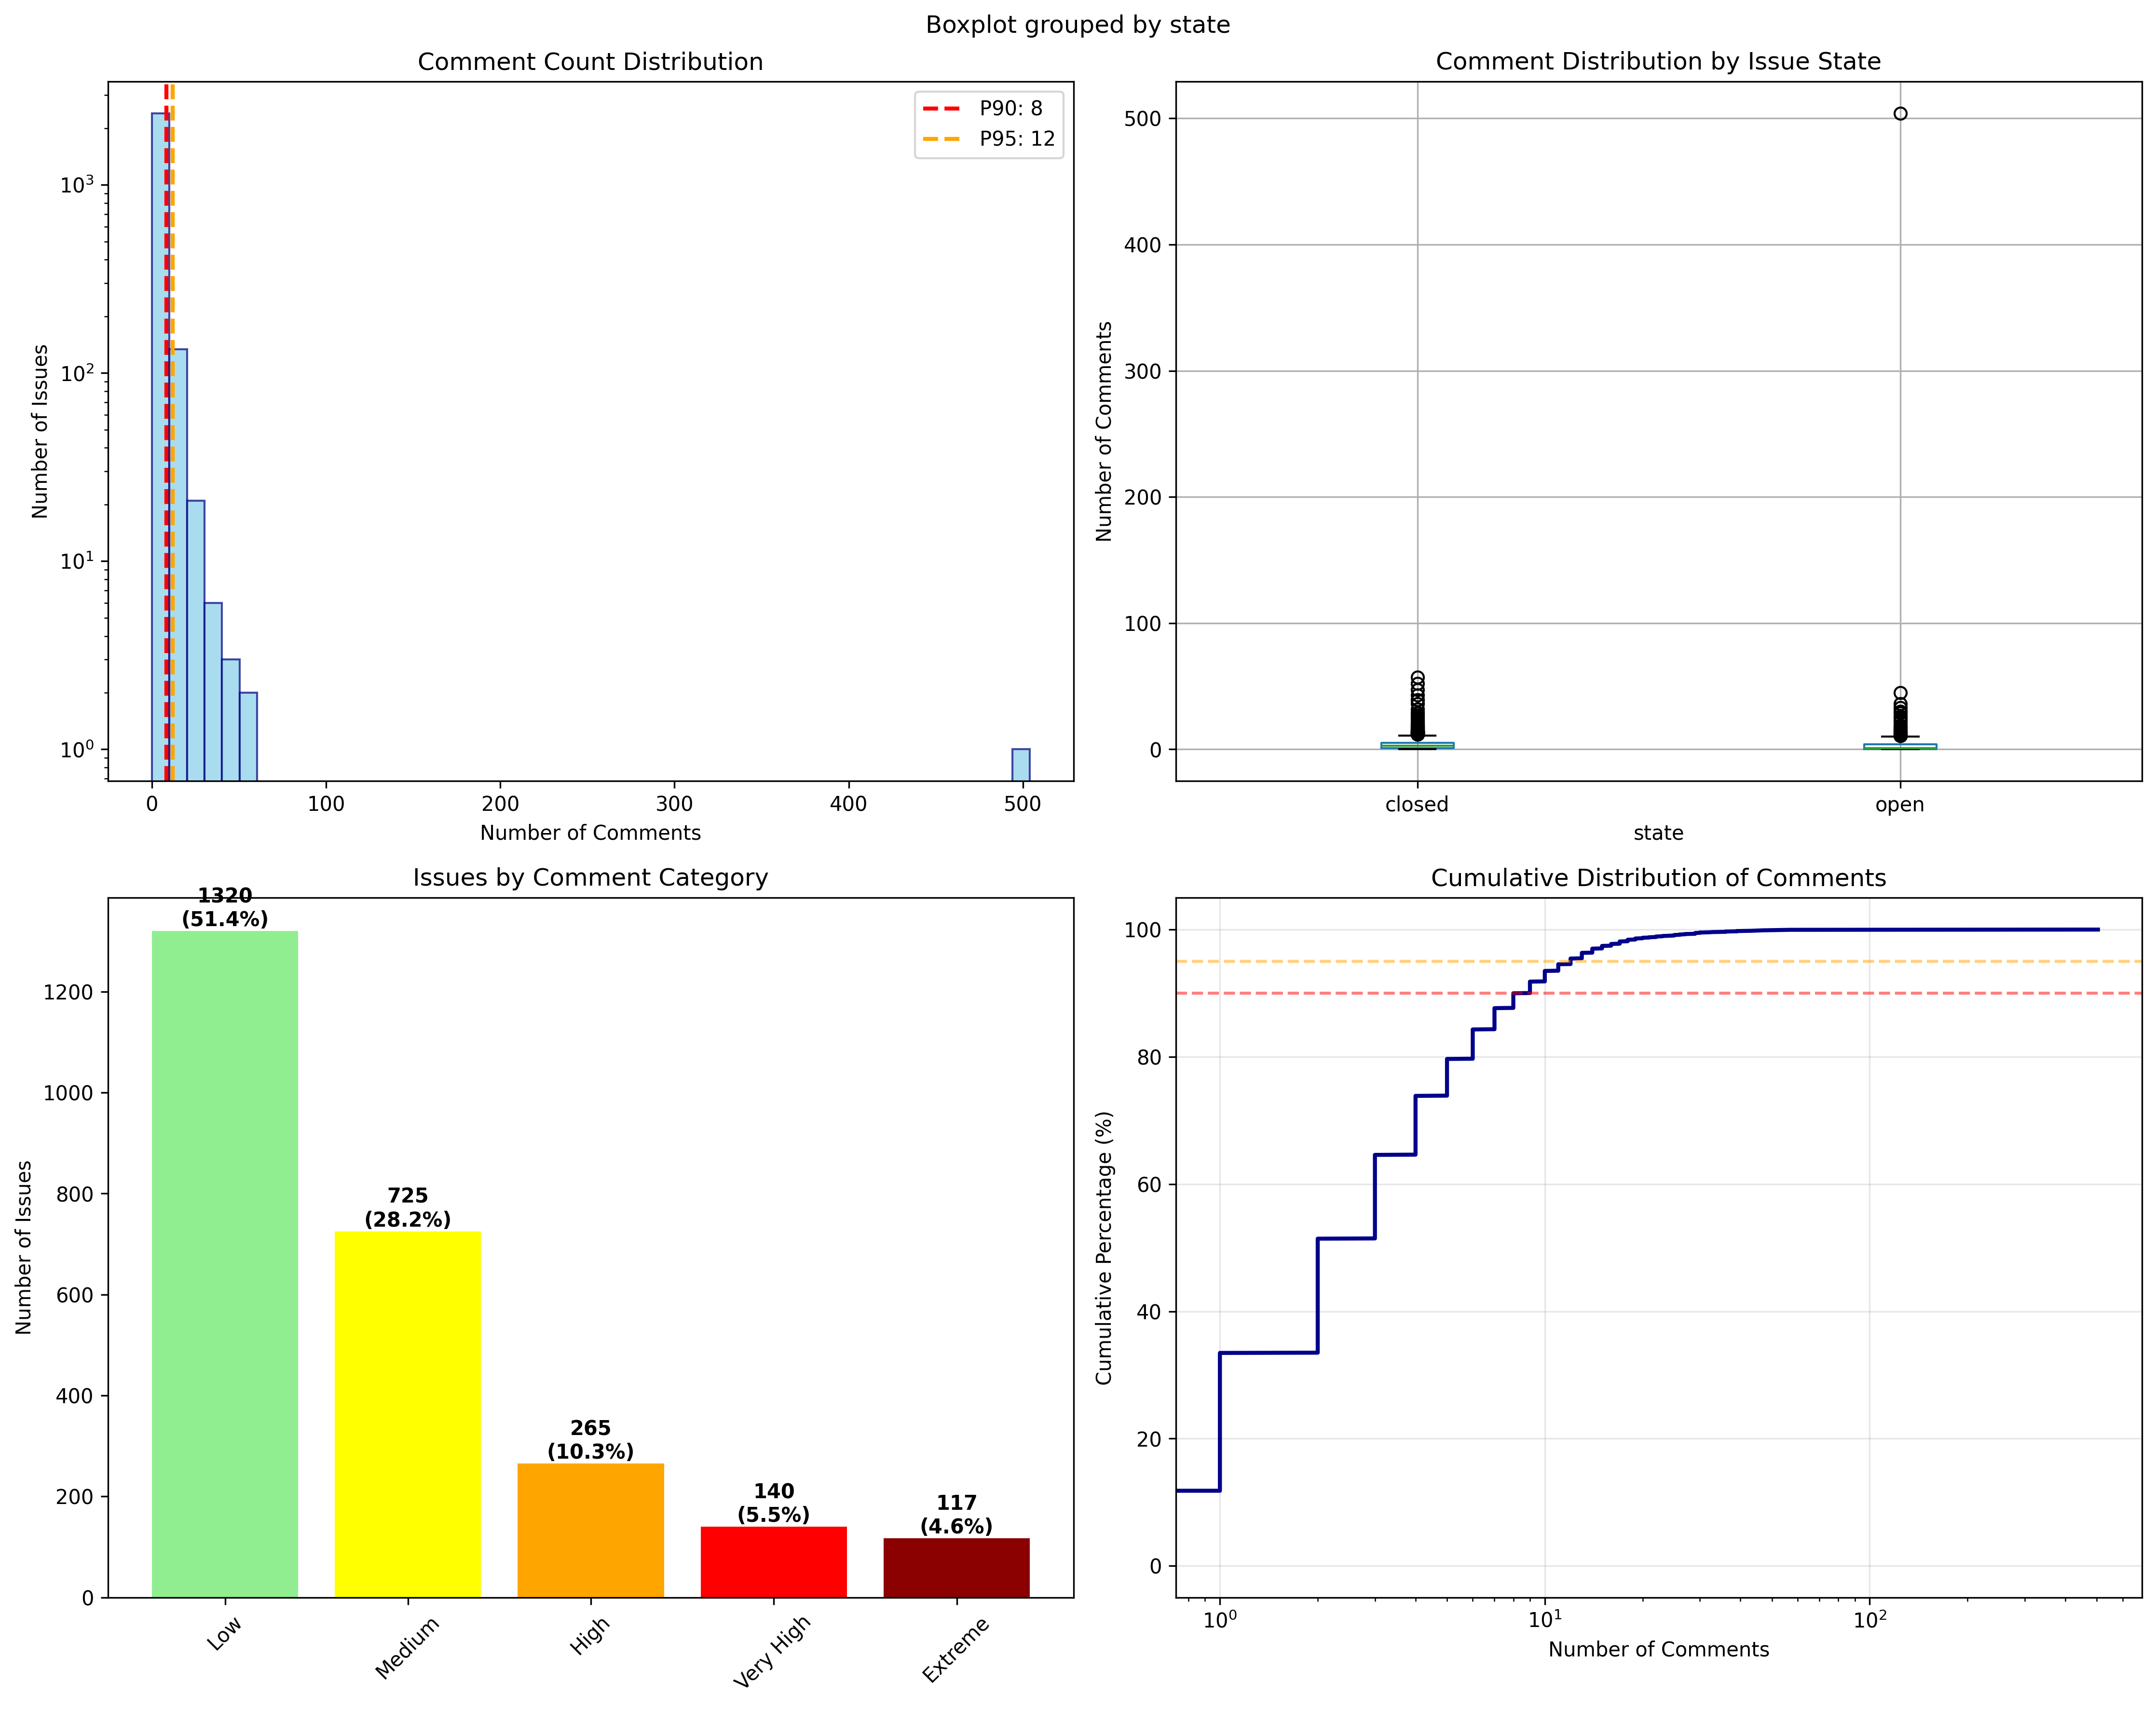 Boxplot grouped by state
Comment Count Distribution
Number of Issues
10³
10²
10¹
10⁰
P90: 8
P95: 12
0 100 200 300 400 500
Number of Comments
Comment Distribution by Issue State
Number of Comments
500
400
300
200
100
0
closed open
state
Issues by Comment Category
Number of Issues
1200
1000
800
600
400
200
0
1320
(51.4%)
725
(28.2%)
265
(10.3%)
140
(5.5%)
117
(4.6%)
Low Medium High Very High Extreme
Cumulative Distribution of Comments
Cumulative Percentage (%)
100
80
60
40
20
0
10⁰ 10¹ 10²
Number of Comments